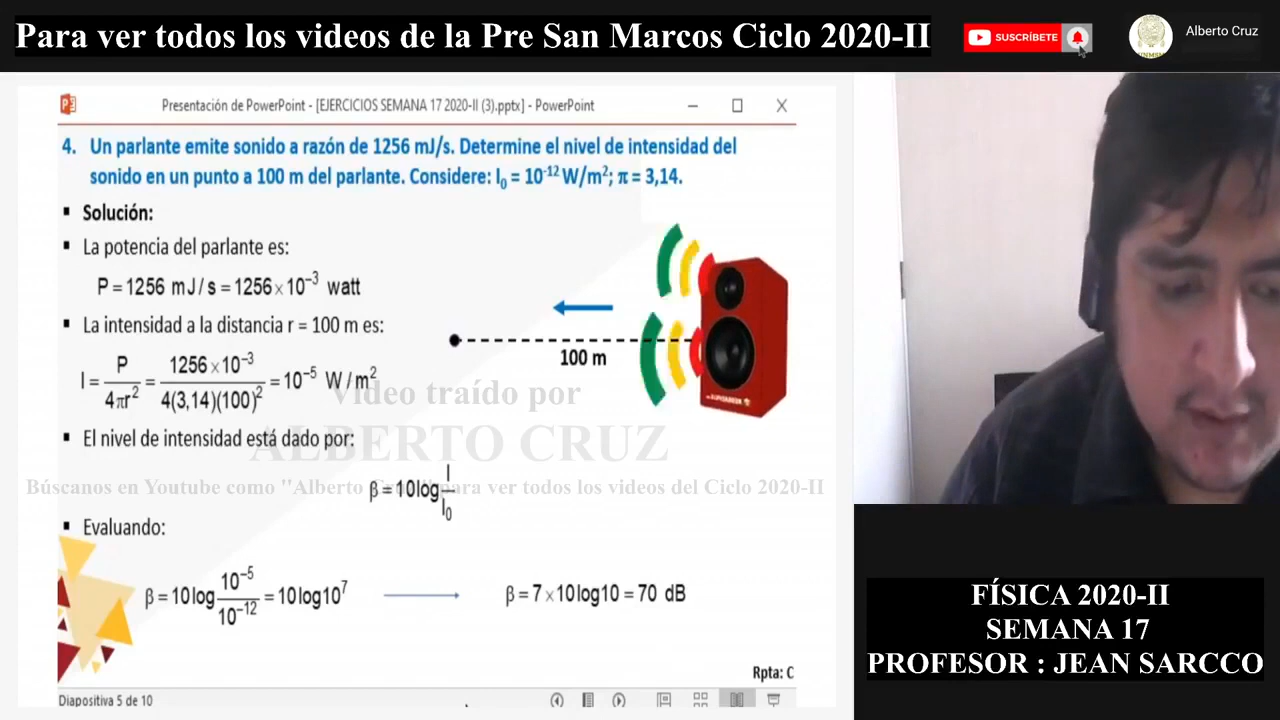 Para ver todos los videos de la Pre San Marcos Ciclo 2020-II
SUSCRÍBETE
Alberto Cruz
Presentación de PowerPoint - [EJERCICIOS SEMANA 17 2020-II (3).pptx] - PowerPoint
4. Un parlante emite sonido a razón de 1256 mJ/s. Determine el nivel de intensidad del
sonido en un punto a 100 m del parlante. Considere: I₀ = 10⁻¹² W/m²; π = 3,14.
▪ Solución:
▪ La potencia del parlante es:
P = 1256 mJ / s = 1256 × 10⁻³ watt
▪ La intensidad a la distancia r = 100 m es:
100 m
I = P / 4πr² = 1256 × 10⁻³ / 4(3,14)(100)² = 10⁻⁵ W / m²
Video traído por
▪ El nivel de intensidad está dado por:
ALBERTO CRUZ
β = 10log I / I₀
Búscanos en Youtube como "Alberto para ver todos los videos del Ciclo 2020-II
▪ Evaluando:
β = 10log 10⁻⁵ / 10⁻¹² = 10log10⁷
β = 7 × 10log10 = 70 dB
Rpta: C
Diapositiva 5 de 10
FÍSICA 2020-II
SEMANA 17
PROFESOR : JEAN SARCCO